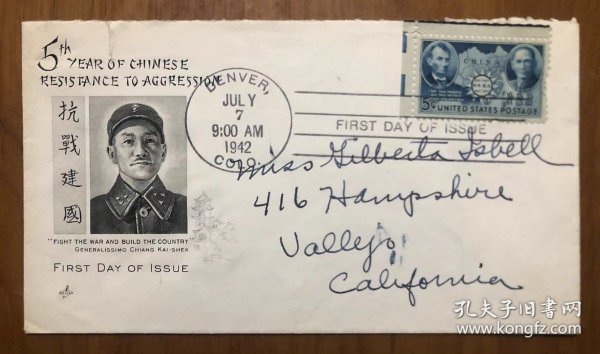 5th
YEAR OF CHINESE
RESISTANCE TO AGGRESSION
抗戰建國
"FIGHT THE WAR AND BUILD THE COUNTRY"
GENERALISSIMO CHIANG KAI-SHEK
FIRST DAY OF ISSUE
DENVER,
JULY
7
9:00 AM
1942
COLO.
FIRST DAY OF ISSUE
CHINA
5¢ UNITED STATES POSTAGE
Miss Gilberta Isbell
416 Hampshire
Vallejo
California
孔夫子旧书网
www.kongfz.com